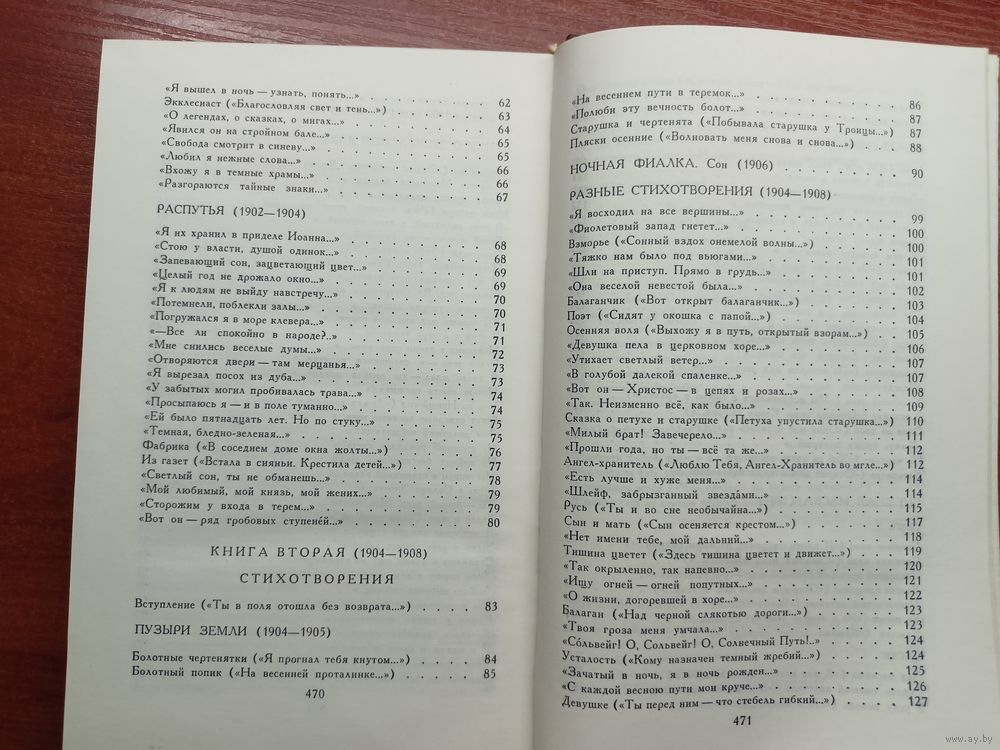 «Я вышел в ночь — узнать, понять...» 62
Экклесиаст («Благословляя свет и тень...») 63
«О легендах, о сказках, о мигах...» 64
«Явился он на стройном бале...» 65
«Свобода смотрит в синеву...» 65
«Любил я нежные слова...» 66
«Вхожу я в темные храмы...» 66
«Разгораются тайные знаки...» 67
РАСПУТЬЯ (1902—1904)
«Я их хранил в приделе Иоанна...» 68
«Стою у власти, душой одинок...» 68
«Запевающий сон, зацветающий цвет...» 69
«Целый год не дрожало окно...» 69
«Я к людям не выйду навстречу...» 70
«Потемнели, поблекли залы...» 70
«Погружался я в море клевера...» 71
«—Все ли спокойно в народе?..» 71
«Мне снились веселые думы...» 72
«Отворяются двери — там мерцанья...» 73
«Я вырезал посох из дуба...» 73
«У забытых могил пробивалась трава...» 74
«Просыпаюсь я — и в поле туманно...» 74
«Ей было пятнадцать лет. Но по стуку...» 75
«Темная, бледно-зеленая...» 75
Фабрика («В соседнем доме окна жолты...») 76
Из газет («Встала в сияньи. Крестила детей...») 77
«Светлый сон, ты не обманешь...» 78
«Мой любимый, мой князь, мой жених...» 79
«Сторожим у входа в терем...» 79
«Вот он — ряд гробовых ступеней...» 80
КНИГА ВТОРАЯ (1904—1908)
СТИХОТВОРЕНИЯ
Вступление («Ты в поля отошла без возврата...») 83
ПУЗЫРИ ЗЕМЛИ (1904—1905)
Болотные чертенятки («Я прогнал тебя кнутом...») 84
Болотный попик («На весенней проталинке...») 85
470
«На весеннем пути в теремок...» 86
«Полюби эту вечность болот...» 87
Старушка и чертенята («Побывала старушка у Троицы...») 87
Пляски осенние («Волновать меня снова и снова...») 88
НОЧНАЯ ФИАЛКА. Сон (1906) 90
РАЗНЫЕ СТИХОТВОРЕНИЯ (1904—1908)
«Я восходил на все вершины...» 99
«Фиолетовый запад гнетет...» 100
Взморье («Сонный вздох онемелой волны...») 100
«Тяжко нам было под вьюгами...» 101
«Шли на приступ. Прямо в грудь...» 101
«Она веселой невестой была...» 102
Балаганчик («Вот открыт балаганчик...») 103
Поэт («Сидят у окошка с папой...») 104
Осенняя воля («Выхожу я в путь, открытый взорам...») 105
«Девушка пела в церковном хоре...» 106
«Утихает светлый ветер...» 107
«В голубой далекой спаленке...» 107
«Вот он — Христос — в цепях и розах...» 108
«Так. Неизменно всё, как было...» 109
Сказка о петухе и старушке («Петуха упустила старушка...») 110
«Милый брат! Завечерело...» 111
«Прошли года, но ты — всё та же...» 112
Ангел-хранитель («Люблю Тебя, Ангел-Хранитель во мгле...») 112
«Есть лучше и хуже меня...» 114
«Шлейф, забрызганный звезда́ми...» 114
Русь («Ты и во сне необычайна...») 115
Сын и мать («Сын осеняется крестом...») 117
«Нет имени тебе, мой дальний...» 118
Тишина цветет («Здесь тишина цветет и движет...») 119
«Так окрыленно, так напевно...» 120
«Ищу огней — огней попутных...» 121
«О жизни, догоревшей в хоре...» 122
Балаган («Над черной слякотью дороги...») 123
«Твоя гроза меня умчала...» 123
«Со́львейг! О, Сольвейг! О, Солнечный Путь!..» 124
Усталость («Кому назначен темный жребий...») 124
«Зачатый в ночь, я в ночь рожден...» 125
«С каждой весною пути мои круче...» 126
Девушке («Ты перед ним — что стебель гибкий...») 127
471
www.ay.by